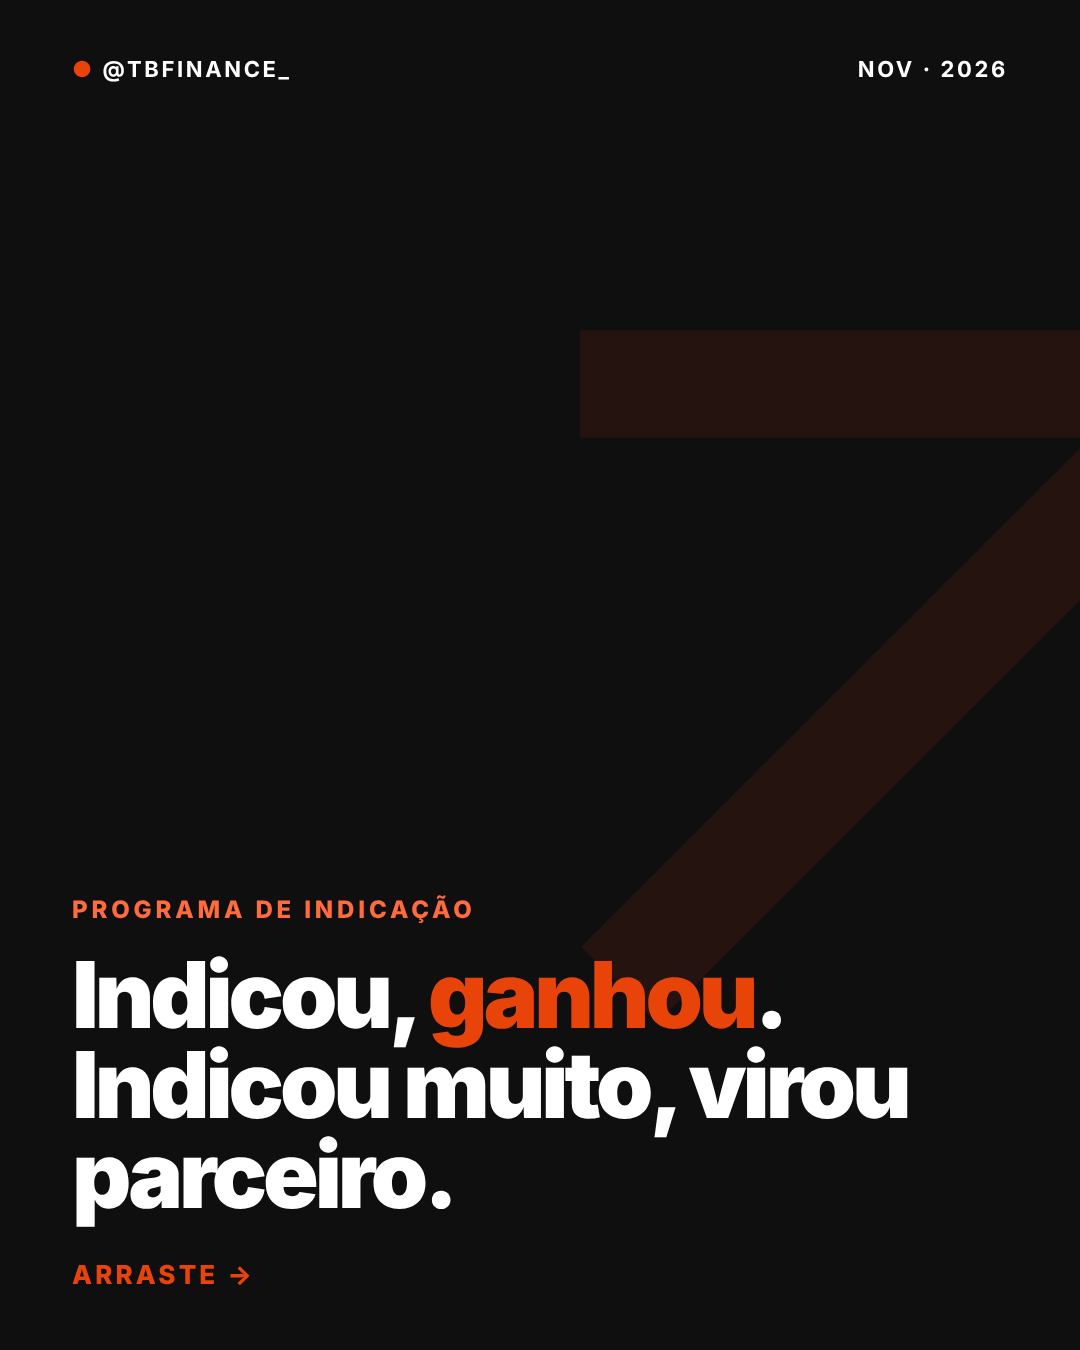 @TBFINANCE_
NOV · 2026
PROGRAMA DE INDICAÇÃO
Indicou, ganhou.
Indicou muito, virou
parceiro.
ARRASTE →